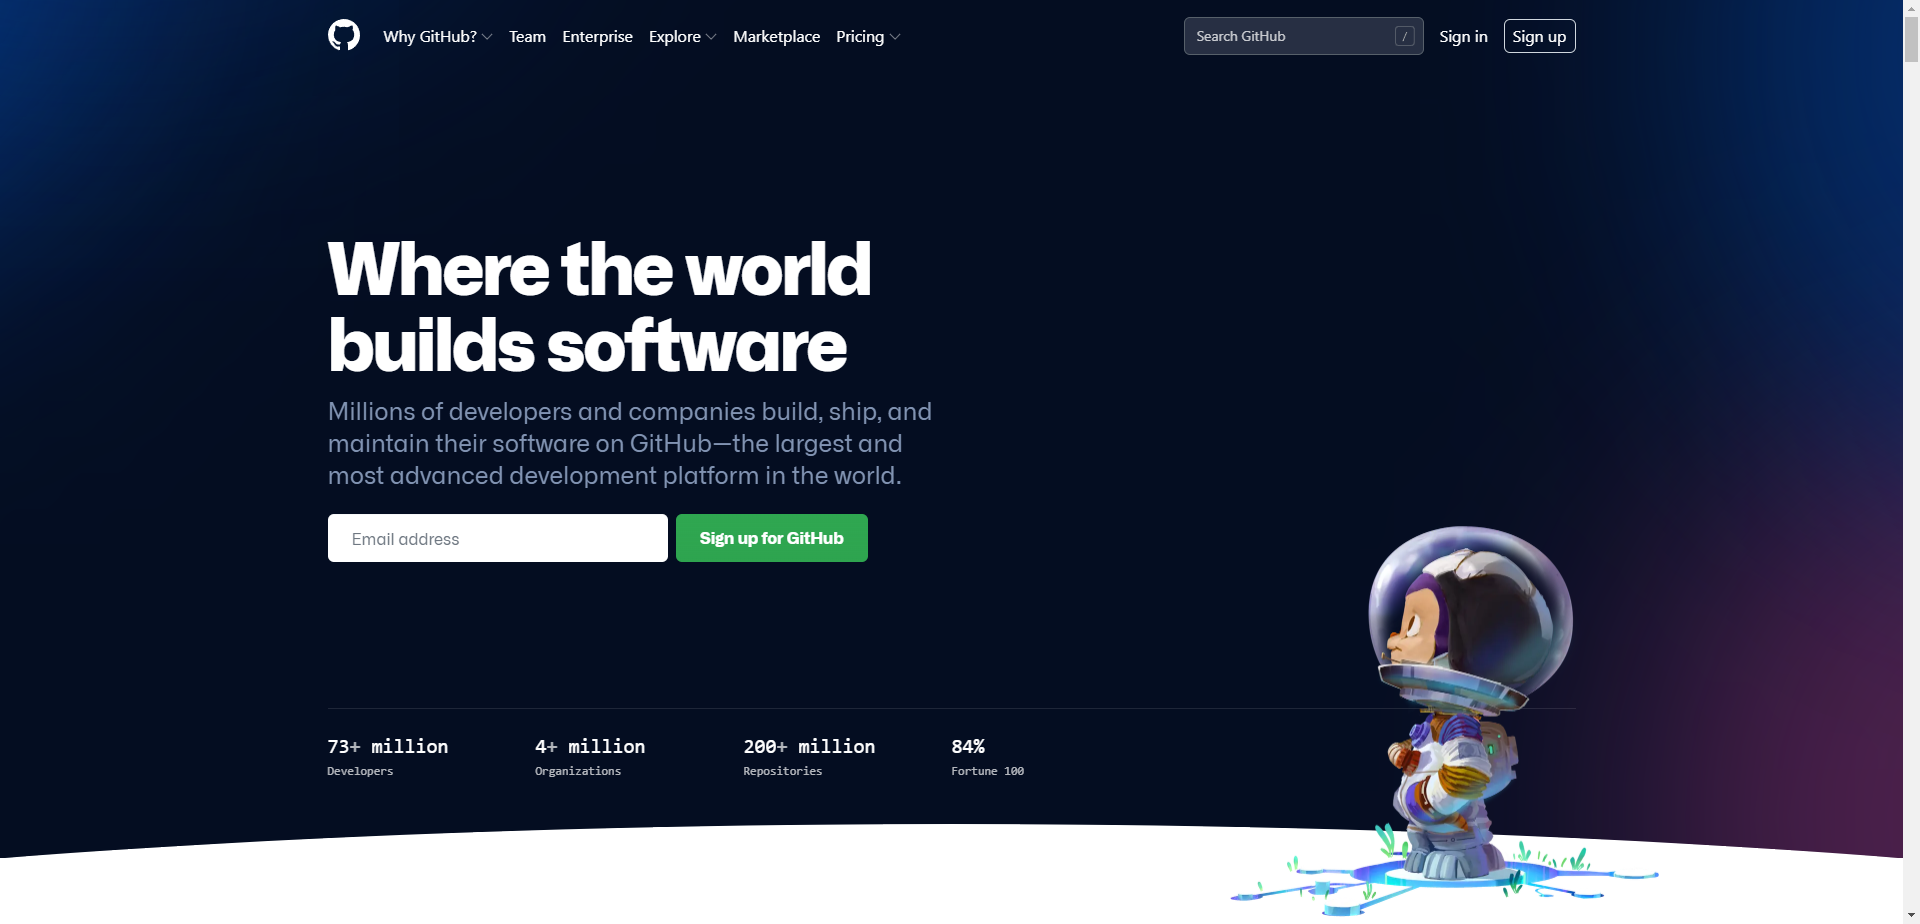 Why GitHub? Team Enterprise Explore Marketplace Pricing Search GitHub / Sign in Sign up
Where the world
builds software
Millions of developers and companies build, ship, and
maintain their software on GitHub—the largest and
most advanced development platform in the world.
Email address Sign up for GitHub
73+ million 4+ million 200+ million 84%
Developers Organizations Repositories Fortune 100